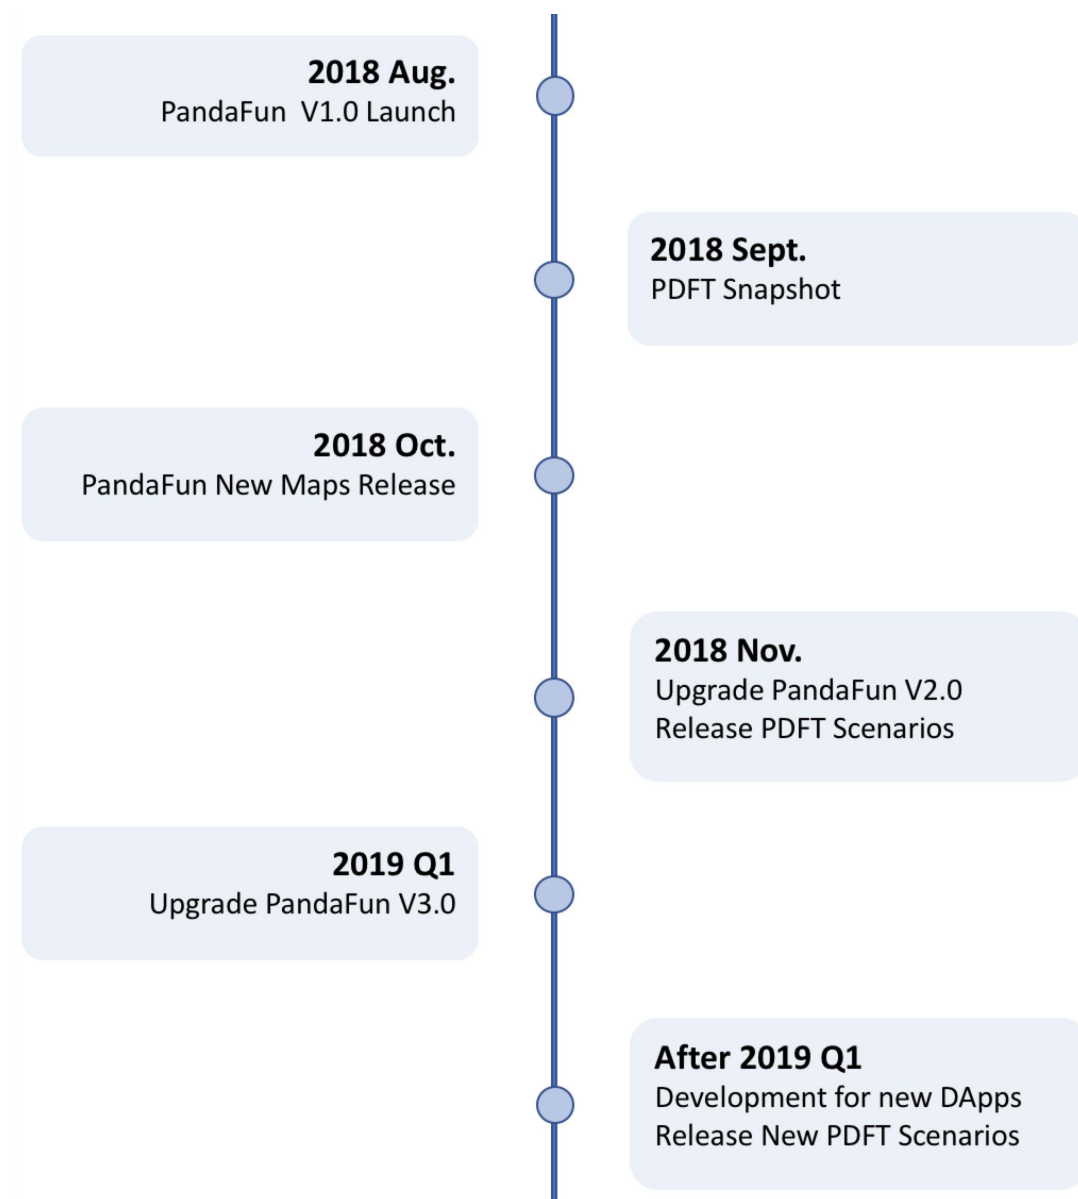 2018 Aug.
PandaFun V1.0 Launch
2018 Sept.
PDFT Snapshot
2018 Oct.
PandaFun New Maps Release
2018 Nov.
Upgrade PandaFun V2.0
Release PDFT Scenarios
2019 Q1
Upgrade PandaFun V3.0
After 2019 Q1
Development for new DApps
Release New PDFT Scenarios